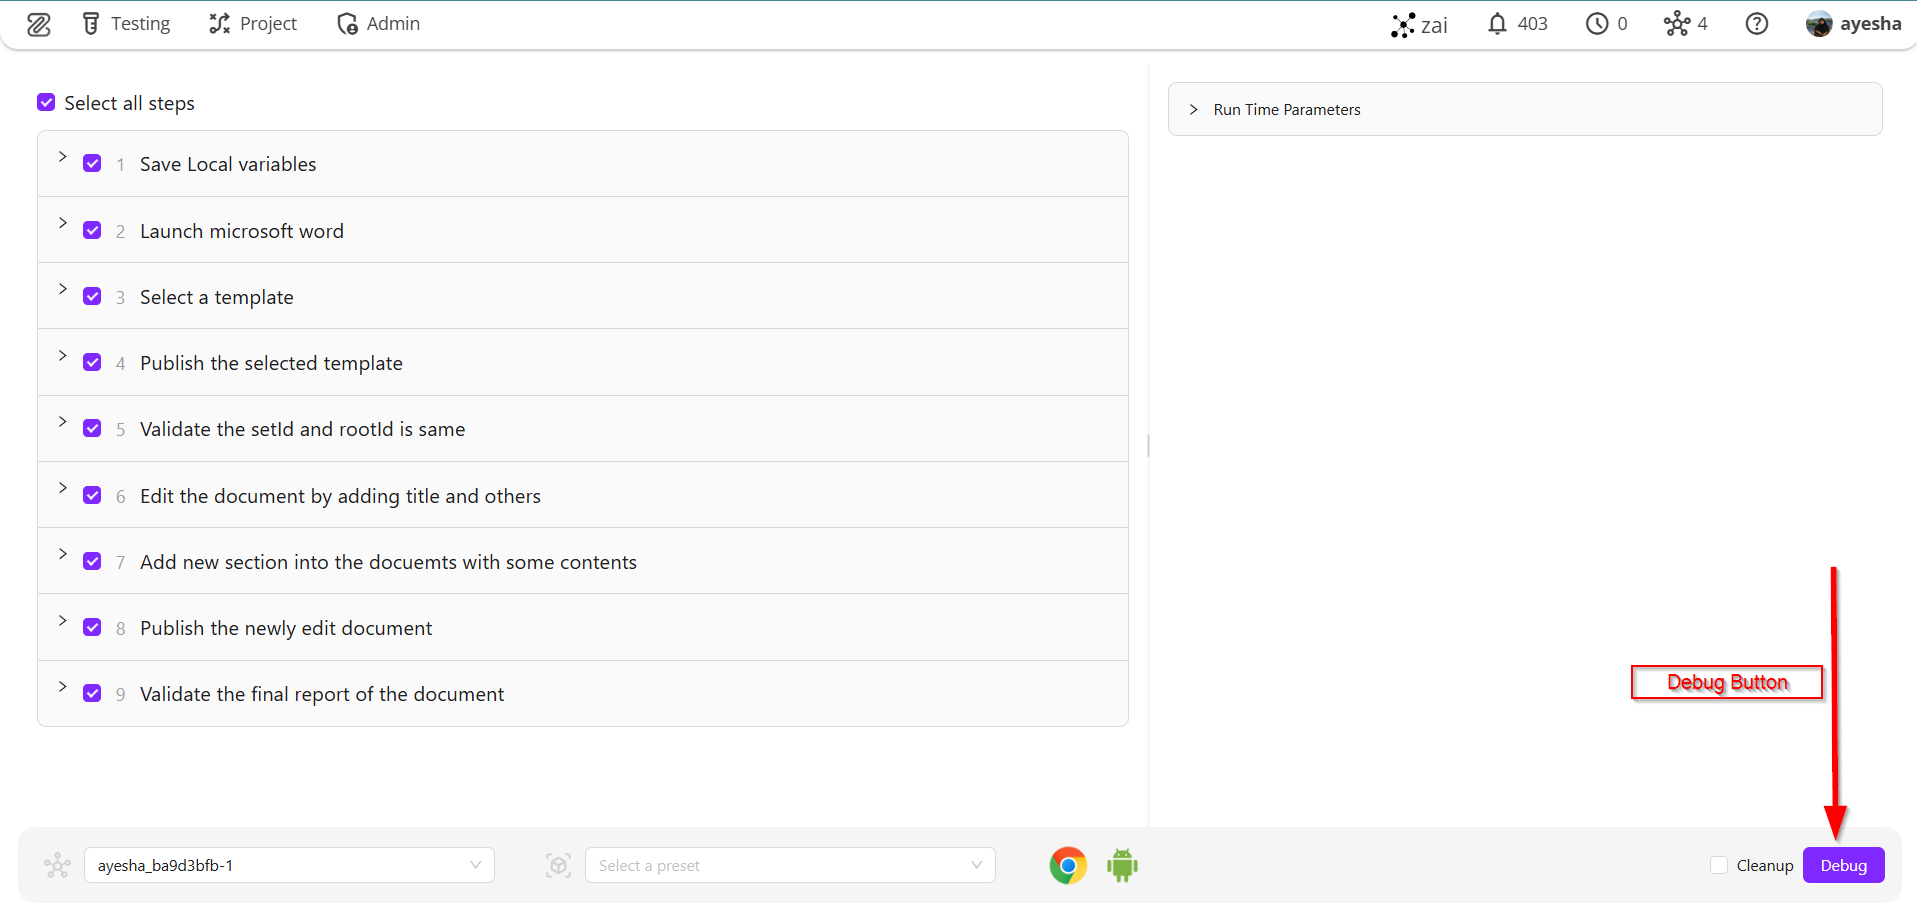 Testing Project Admin zai 403 0 4 ayesha
Select all steps
1 Save Local variables
2 Launch microsoft word
3 Select a template
4 Publish the selected template
5 Validate the setId and rootId is same
6 Edit the document by adding title and others
7 Add new section into the docuemts with some contents
8 Publish the newly edit document
9 Validate the final report of the document
Run Time Parameters
Debug Button
ayesha_ba9d3bfb-1 Select a preset Cleanup Debug